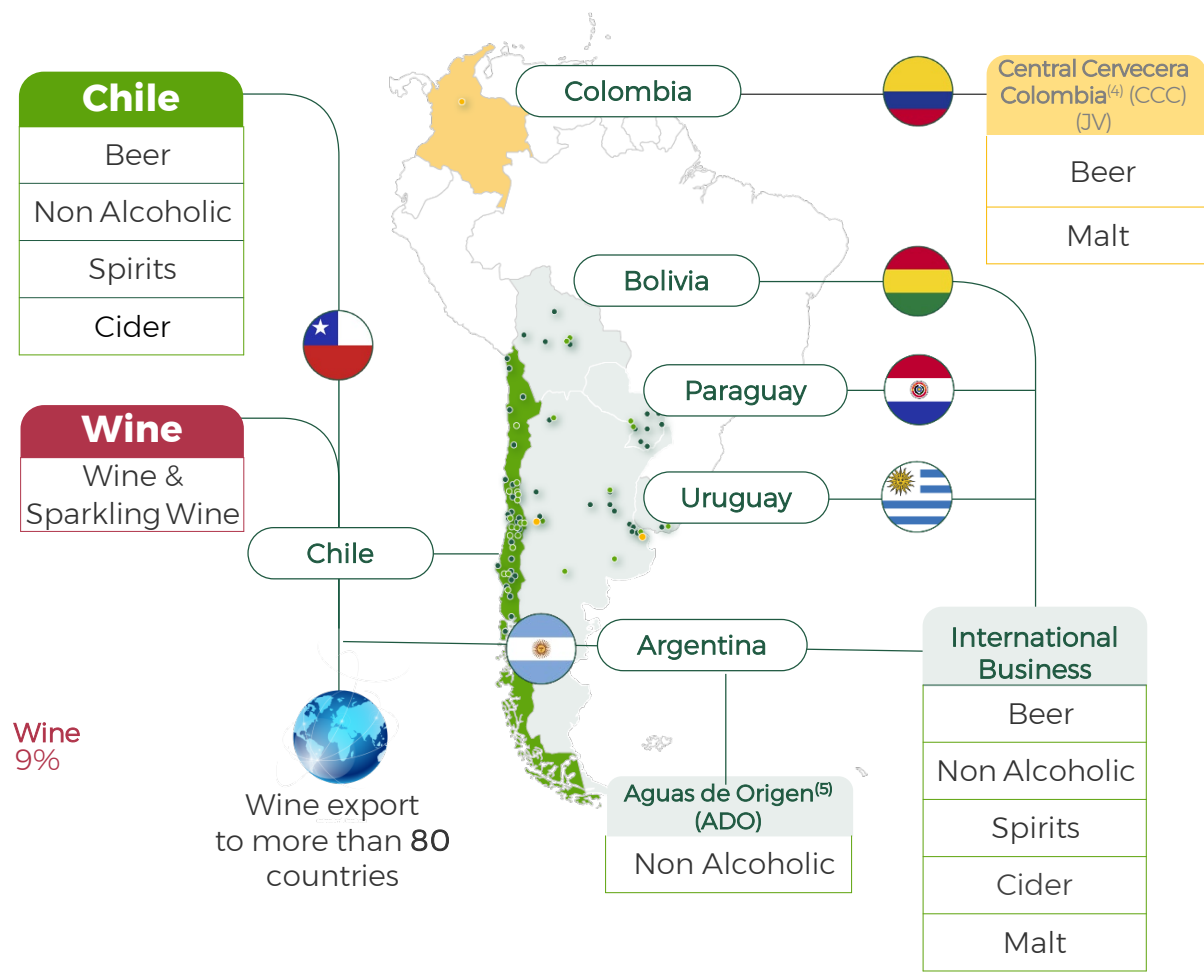 Chile
Beer
Non Alcoholic
Spirits
Cider
Wine
Wine &
Sparkling Wine
Chile
Wine
9%
Wine export
to more than 80
countries
Colombia
Central Cervecera
Colombia(4) (CCC)
(JV)
Beer
Malt
Bolivia
Paraguay
Uruguay
Argentina
Aguas de Origen(5)
(ADO)
Non Alcoholic
International
Business
Beer
Non Alcoholic
Spirits
Cider
Malt